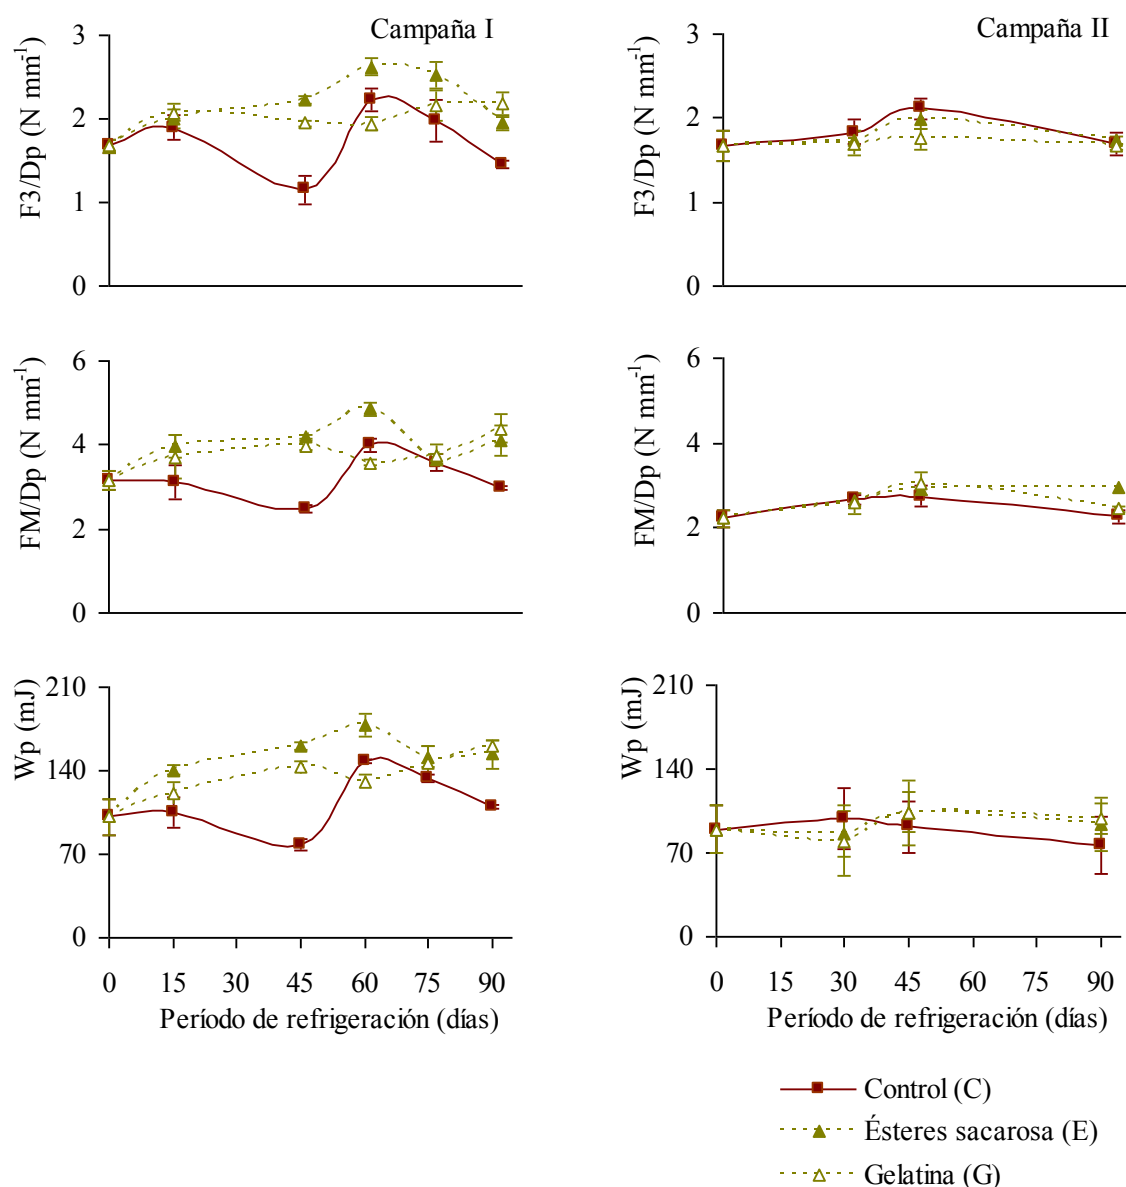 Campaña I
F3/Dp (N mm-1)
3
2
1
0
Campaña II
F3/Dp (N mm-1)
3
2
1
0
FM/Dp (N mm-1)
6
4
2
0
FM/Dp (N mm-1)
6
4
2
0
Wp (mJ)
210
140
70
0
0 15 30 45 60 75 90
Período de refrigeración (días)
Wp (mJ)
210
140
70
0
0 15 30 45 60 75 90
Período de refrigeración (días)
Control (C)
Ésteres sacarosa (E)
Gelatina (G)